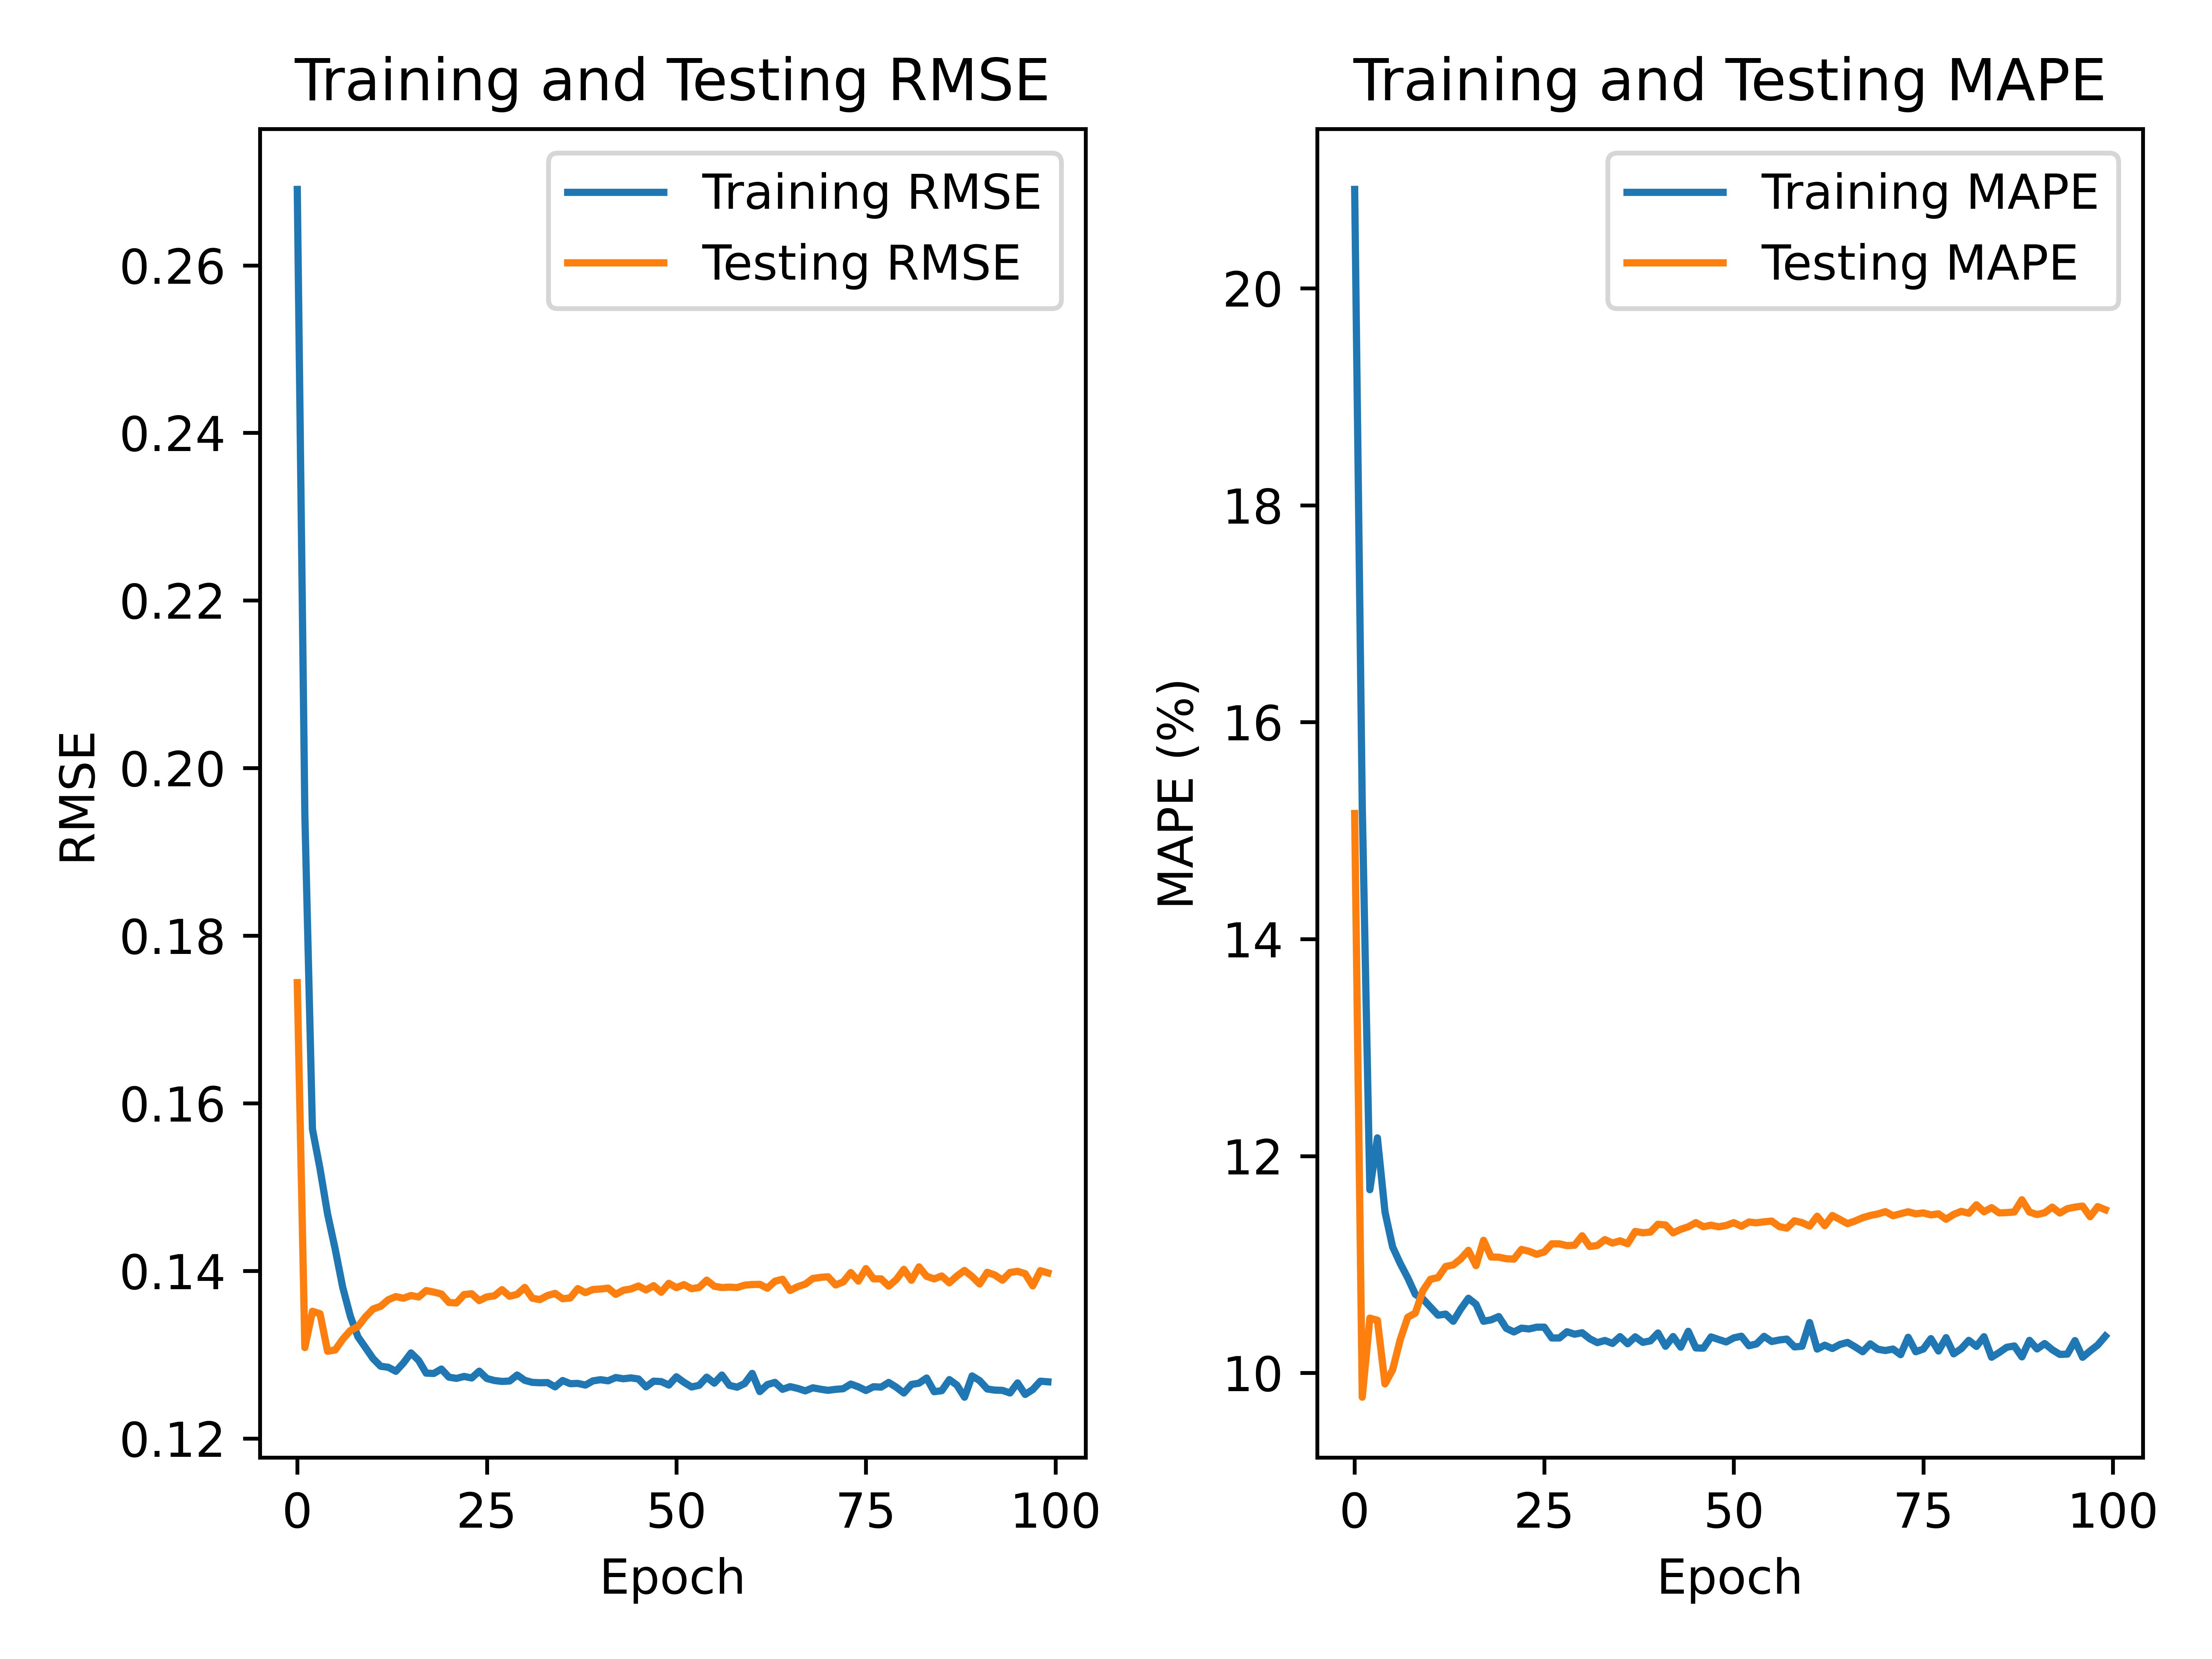 Training and Testing RMSE
Training RMSE
Testing RMSE
0.26
0.24
0.22
0.20
0.18
0.16
0.14
0.12
RMSE
0 25 50 75 100
Epoch
Training and Testing MAPE
Training MAPE
Testing MAPE
20
18
16
14
12
10
MAPE (%)
0 25 50 75 100
Epoch